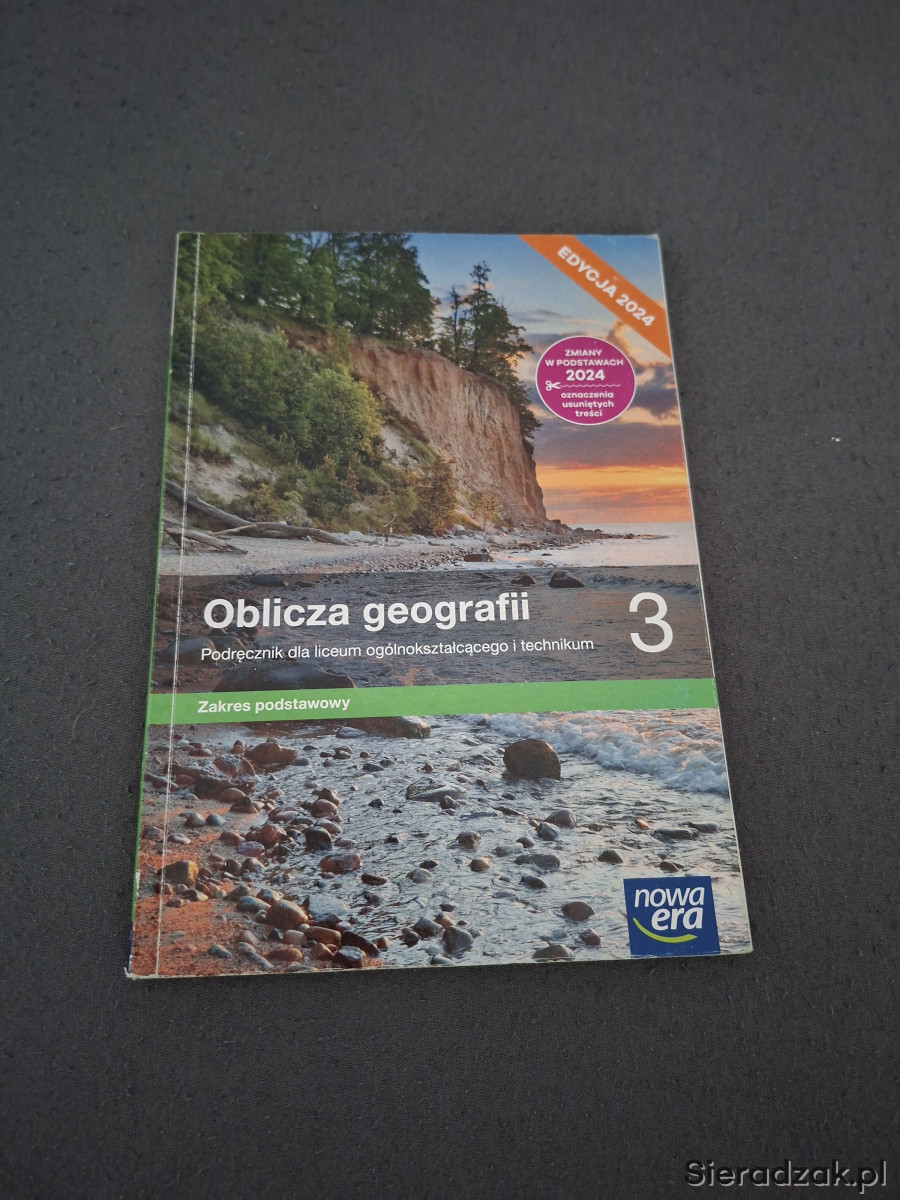 EDYCJA 2024
ZMIANY
W PODSTAWACH
2024
oznaczenia
usuniętych
treści
Oblicza geografii 3
Podręcznik dla liceum ogólnokształcącego i technikum
Zakres podstawowy
nowa
era
Sieradzak.pl